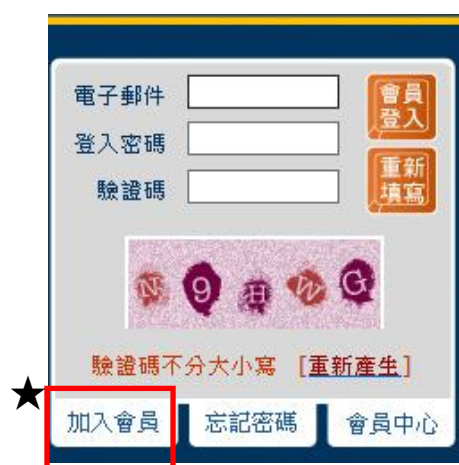 電子郵件
會員登入
登入密碼
重新填寫
驗證碼
N9HWG
驗證碼不分大小寫 [重新產生]
★
加入會員 忘記密碼 會員中心